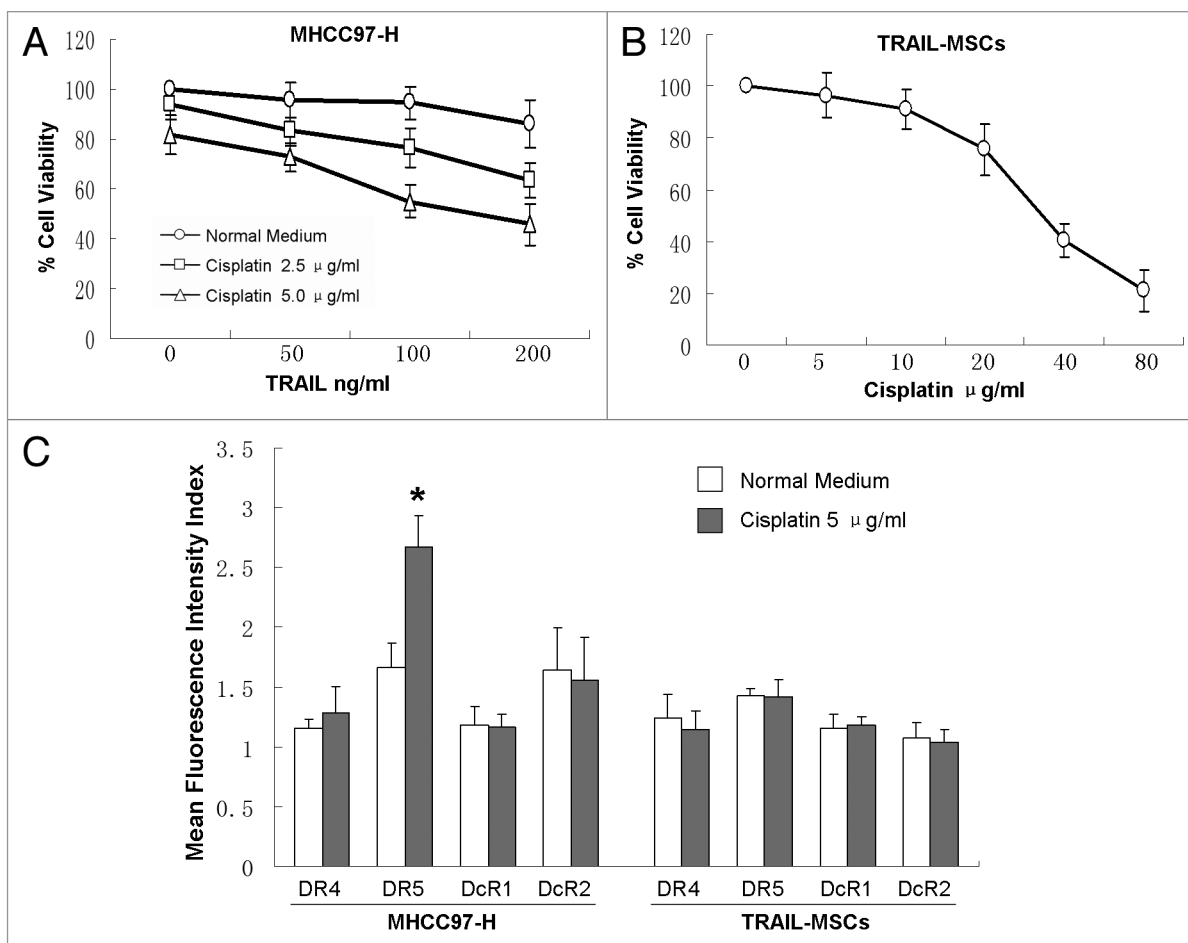 A
MHCC97-H
% Cell Viability
120
100
80
60
40
20
0
Normal Medium
Cisplatin 2.5 μg/ml
Cisplatin 5.0 μg/ml
0 50 100 200
TRAIL ng/ml
B
TRAIL-MSCs
% Cell Viability
120
100
80
60
40
20
0
0 5 10 20 40 80
Cisplatin μg/ml
C
Mean Fluorescence Intensity Index
3.5
3
2.5
2
1.5
1
0.5
0
*
Normal Medium
Cisplatin 5 μg/ml
DR4 DR5 DcR1 DcR2 DR4 DR5 DcR1 DcR2
MHCC97-H TRAIL-MSCs